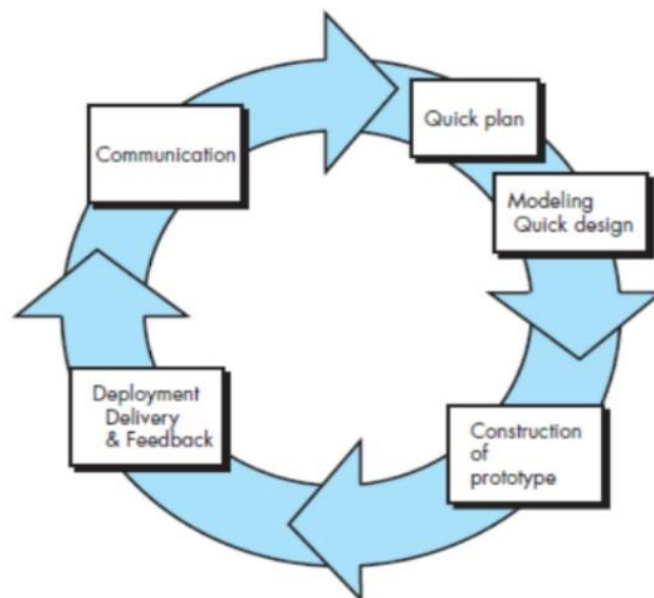 Communication
Quick plan
Modeling
Quick design
Construction
of
prototype
Deployment
Delivery
& Feedback